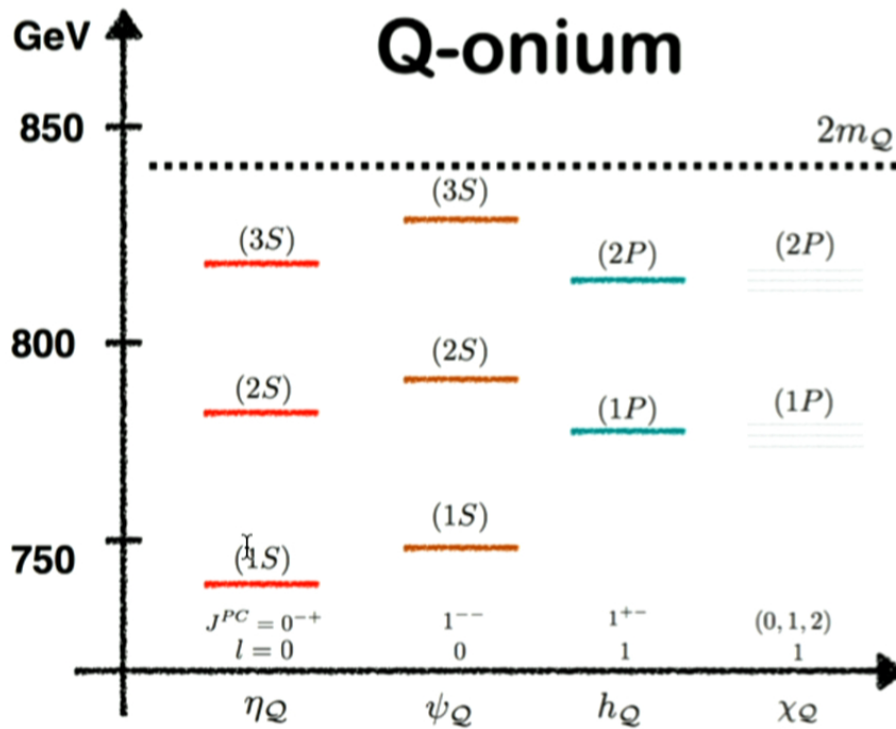 GeV
Q-onium
850
2m_𝒬
(3S)
(3S)
(2P)
(2P)
800
(2S)
(2S)
(1P)
(1P)
(1S)
750
(1S)
J^{PC} = 0^{-+} 1^{--} 1^{+-} (0, 1, 2)
l = 0 0 1 1
η_𝒬 ψ_𝒬 h_𝒬 χ_𝒬